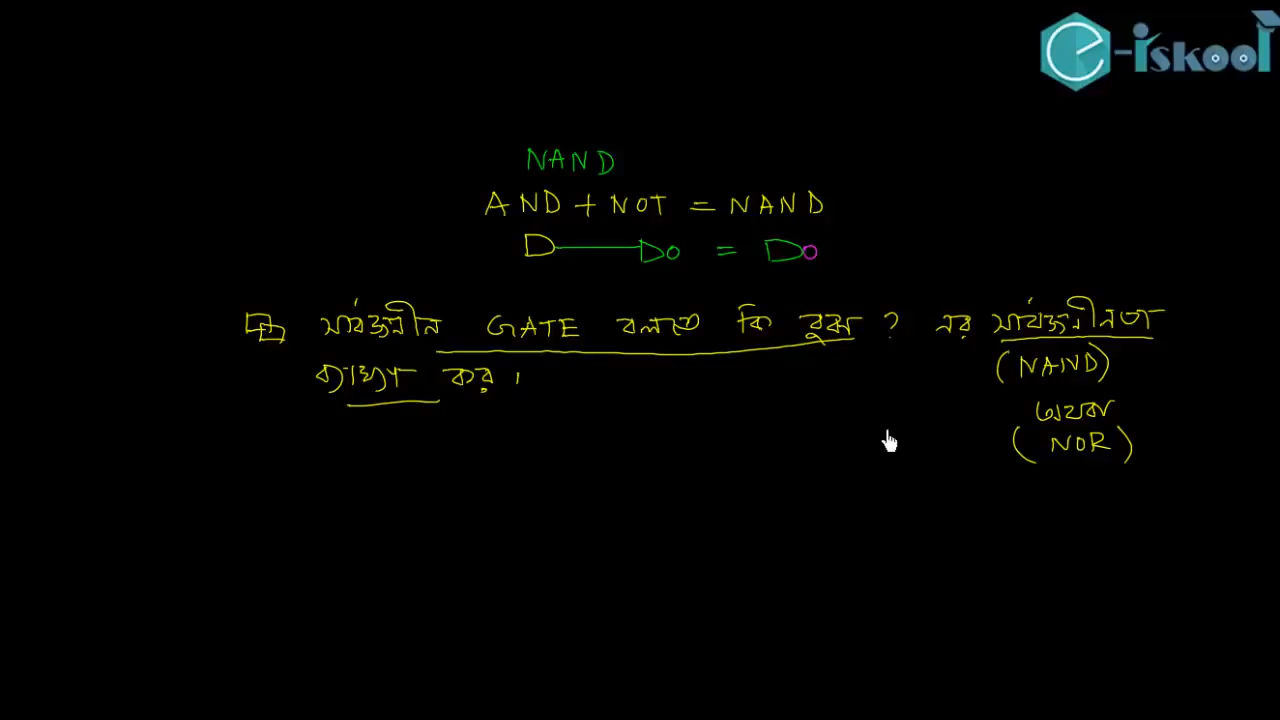 e-iskool
NAND
AND + NOT = NAND
=
সার্বজনীন GATE বলতে কি বুঝ ? এর সার্বজনীনতা
ব্যাখ্যা কর ।
(NAND)
অথবা
(NOR)